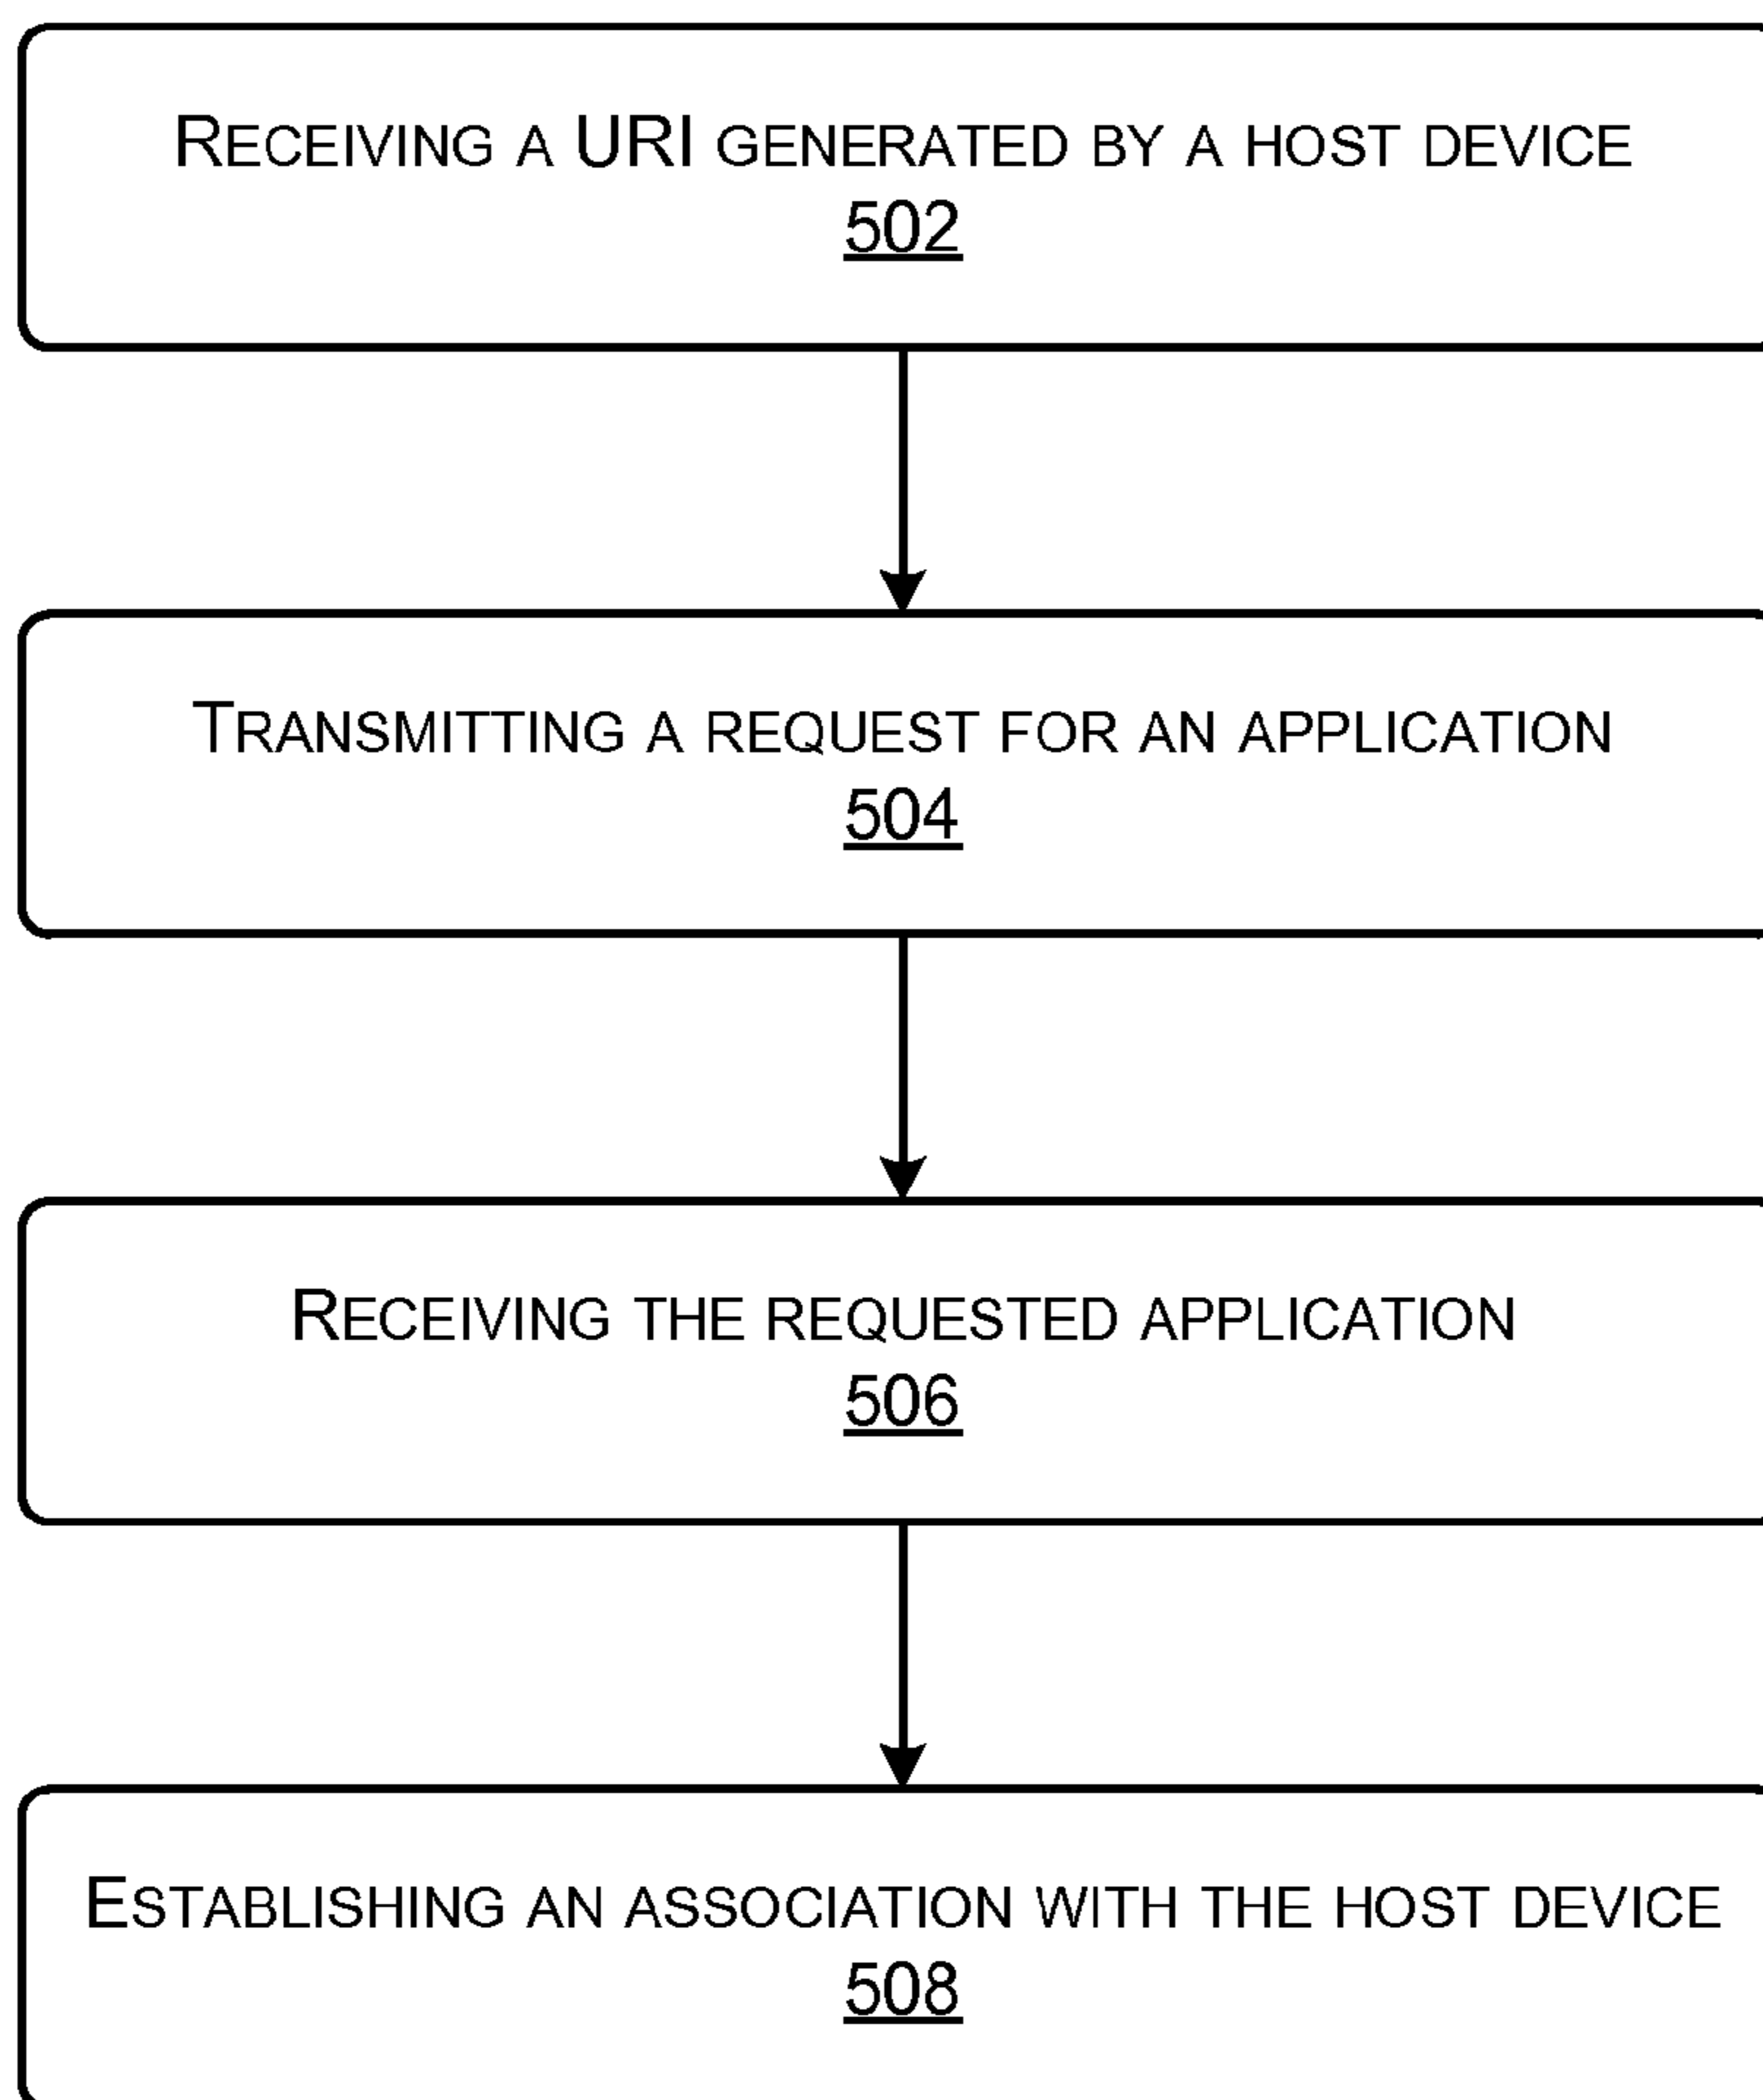 RECEIVING A URI GENERATED BY A HOST DEVICE
502
TRANSMITTING A REQUEST FOR AN APPLICATION
504
RECEIVING THE REQUESTED APPLICATION
506
ESTABLISHING AN ASSOCIATION WITH THE HOST DEVICE
508